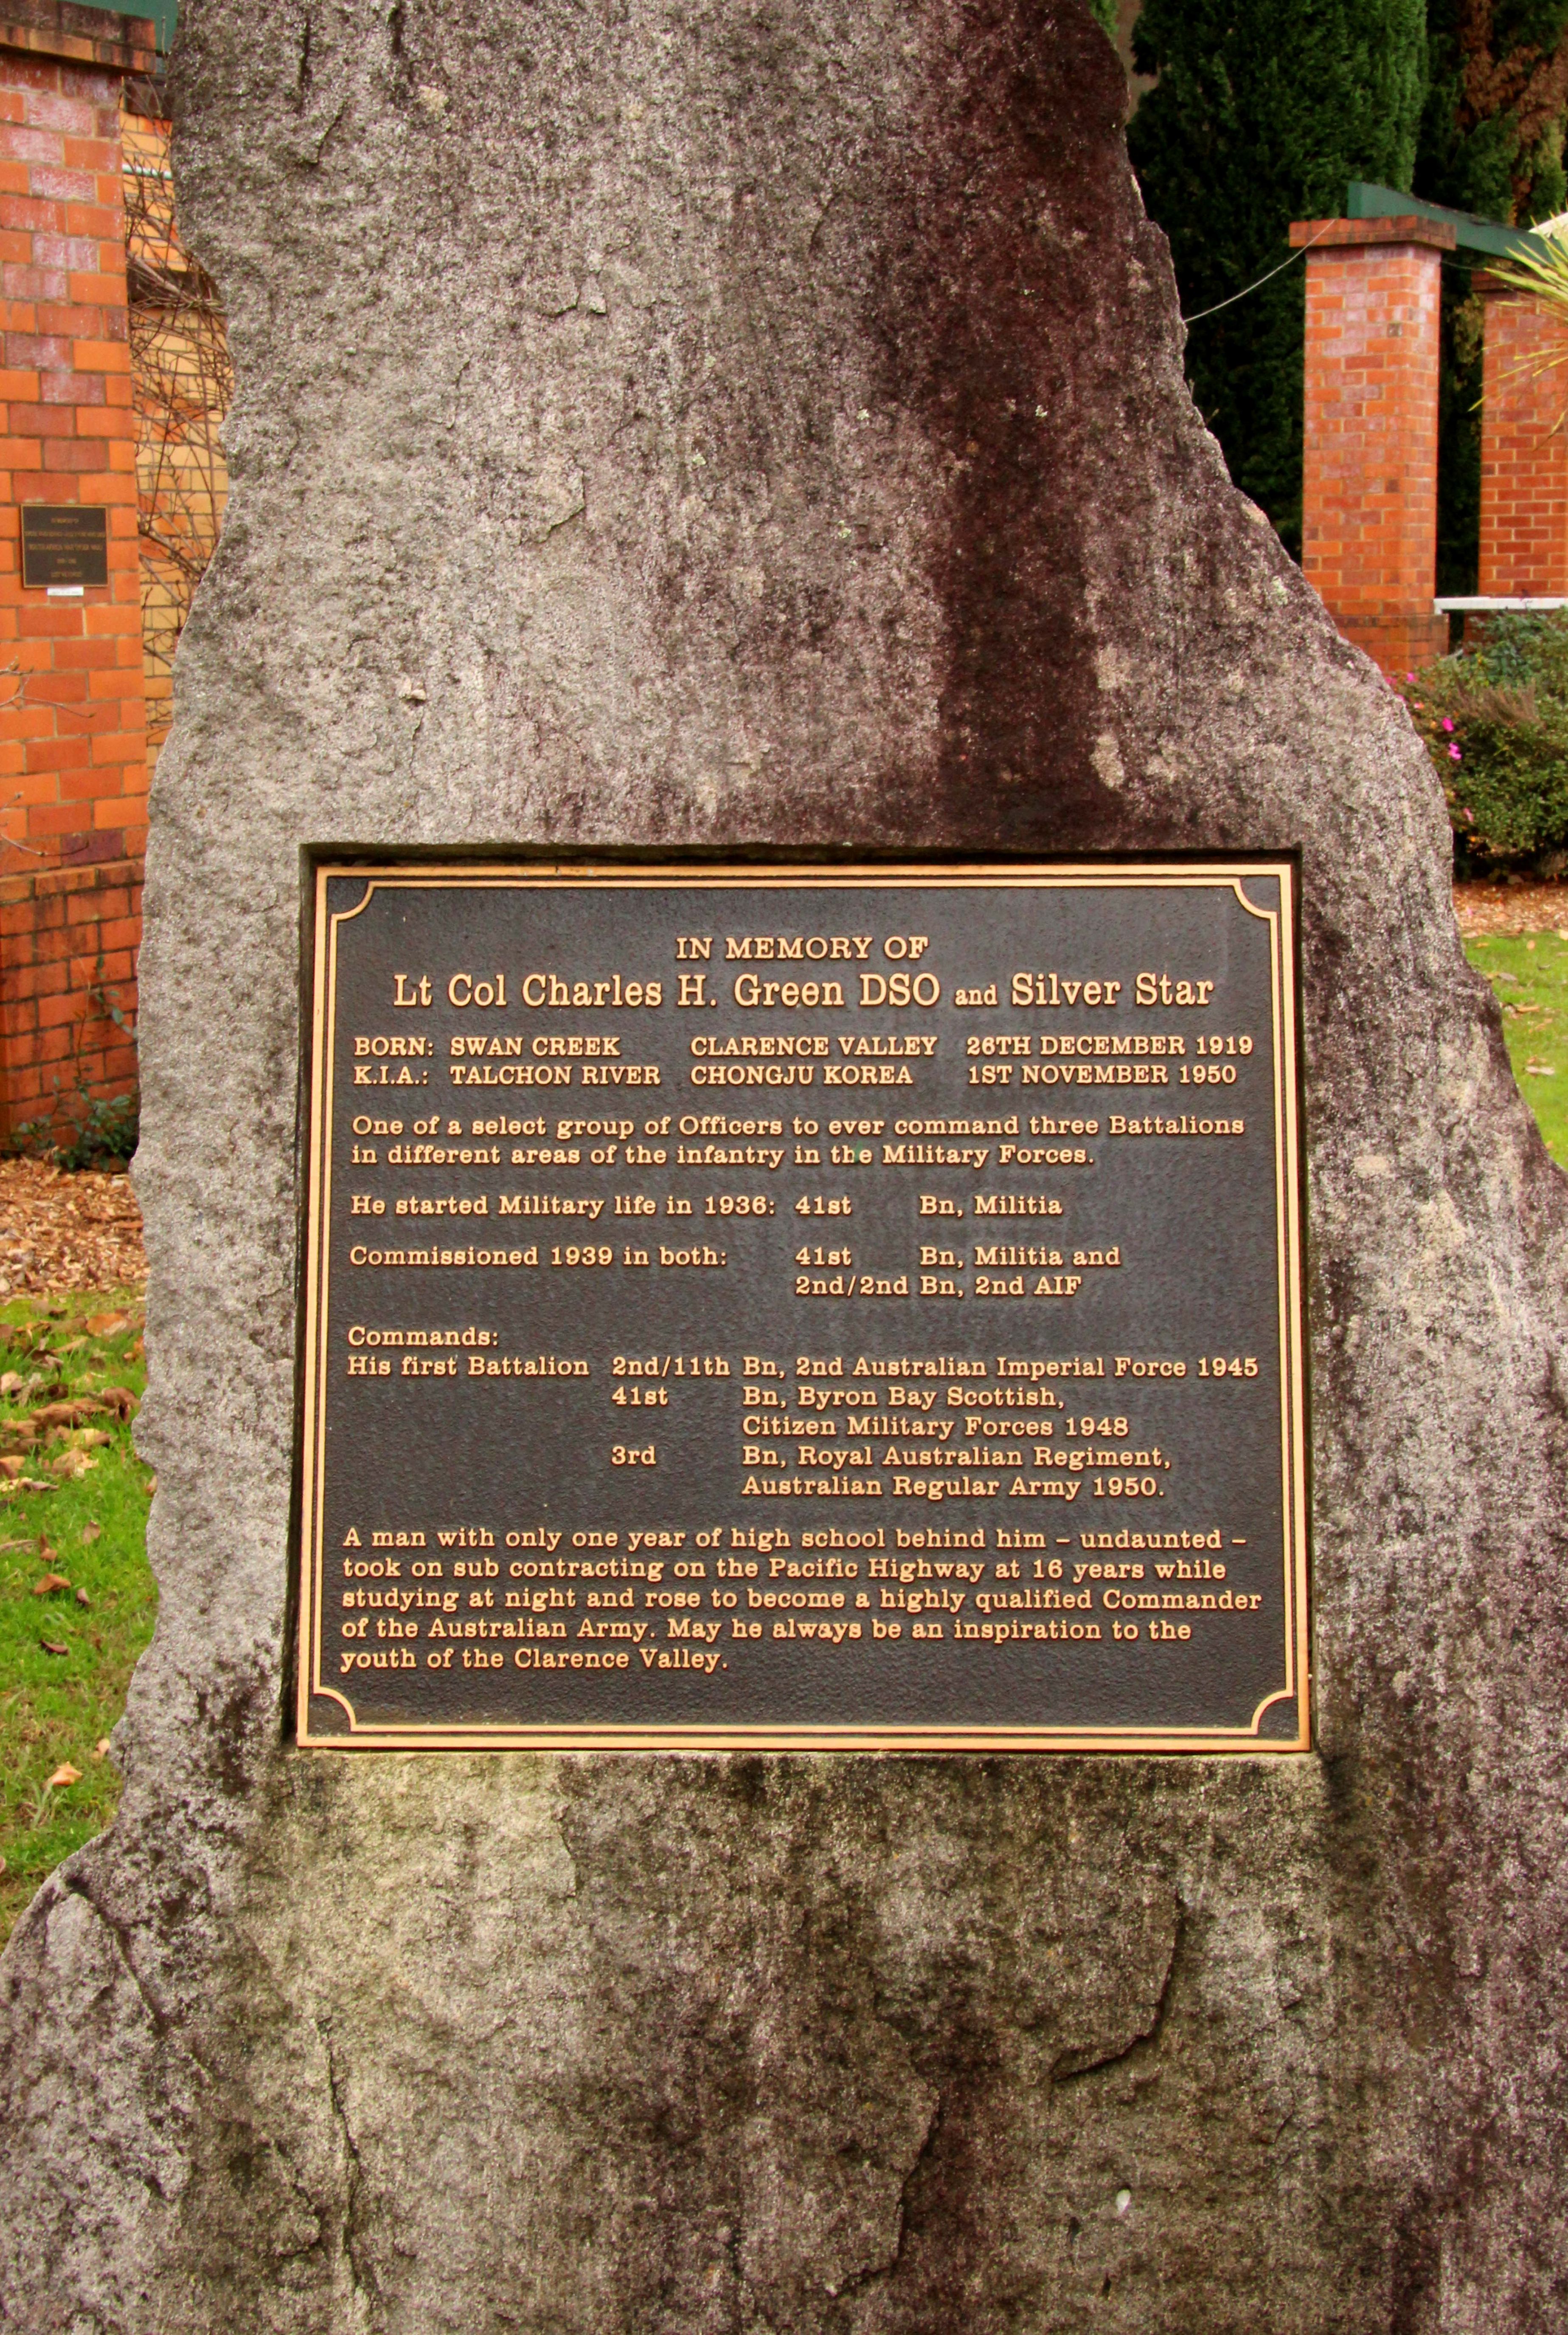 IN MEMORY OF
Lt Col Charles H. Green DSO and Silver Star
BORN: SWAN CREEK CLARENCE VALLEY 26TH DECEMBER 1919
K.I.A.: TALCHON RIVER CHONGJU KOREA 1ST NOVEMBER 1950
One of a select group of Officers to ever command three Battalions
in different areas of the infantry in the Military Forces.
He started Military life in 1936: 41st Bn, Militia
Commissioned 1939 in both: 41st Bn, Militia and
2nd/2nd Bn, 2nd AIF
Commands:
His first Battalion 2nd/11th Bn, 2nd Australian Imperial Force 1945
41st Bn, Byron Bay Scottish,
Citizen Military Forces 1948
3rd Bn, Royal Australian Regiment,
Australian Regular Army 1950.
A man with only one year of high school behind him – undaunted –
took on sub contracting on the Pacific Highway at 16 years while
studying at night and rose to become a highly qualified Commander
of the Australian Army. May he always be an inspiration to the
youth of the Clarence Valley.